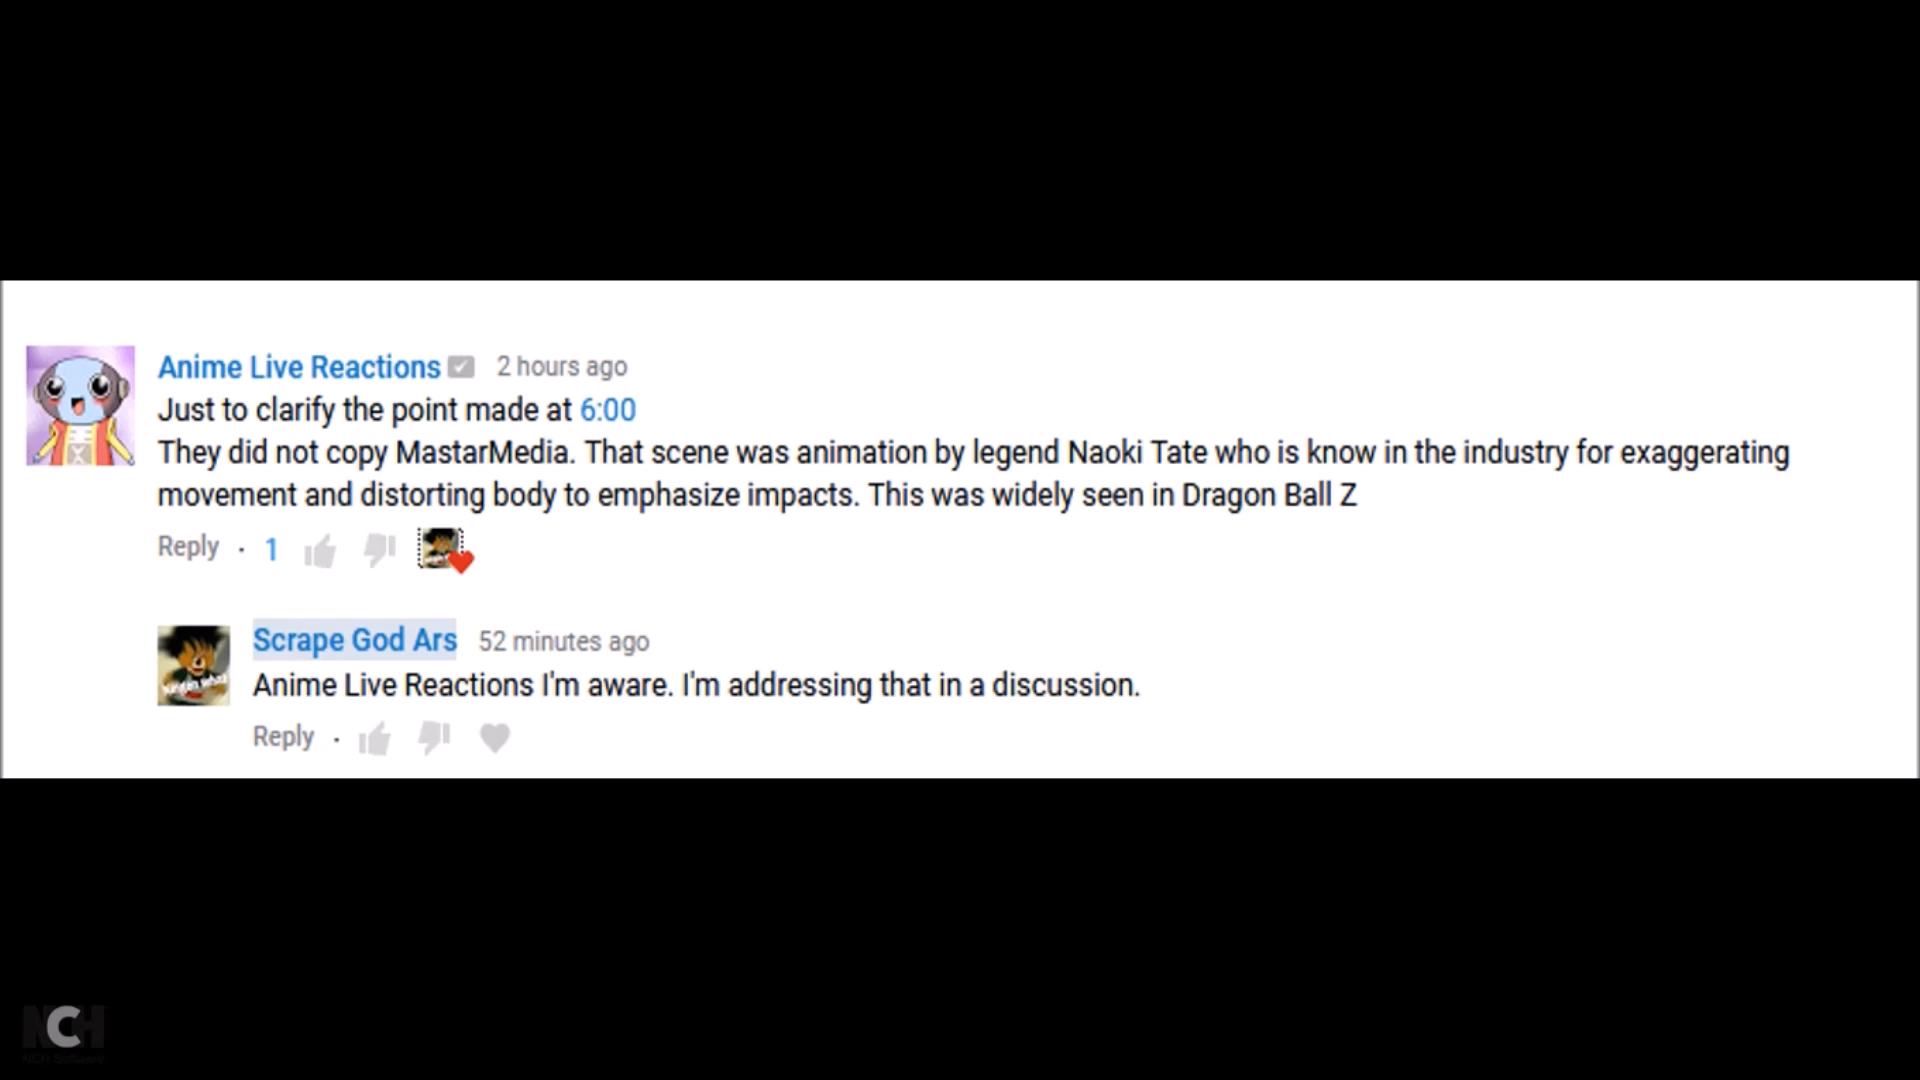 Anime Live Reactions 2 hours ago
Just to clarify the point made at 6:00
They did not copy MastarMedia. That scene was animation by legend Naoki Tate who is know in the industry for exaggerating
movement and distorting body to emphasize impacts. This was widely seen in Dragon Ball Z
Reply · 1
Scrape God Ars 52 minutes ago
Anime Live Reactions I'm aware. I'm addressing that in a discussion.
Reply ·
NCH
NCH Software